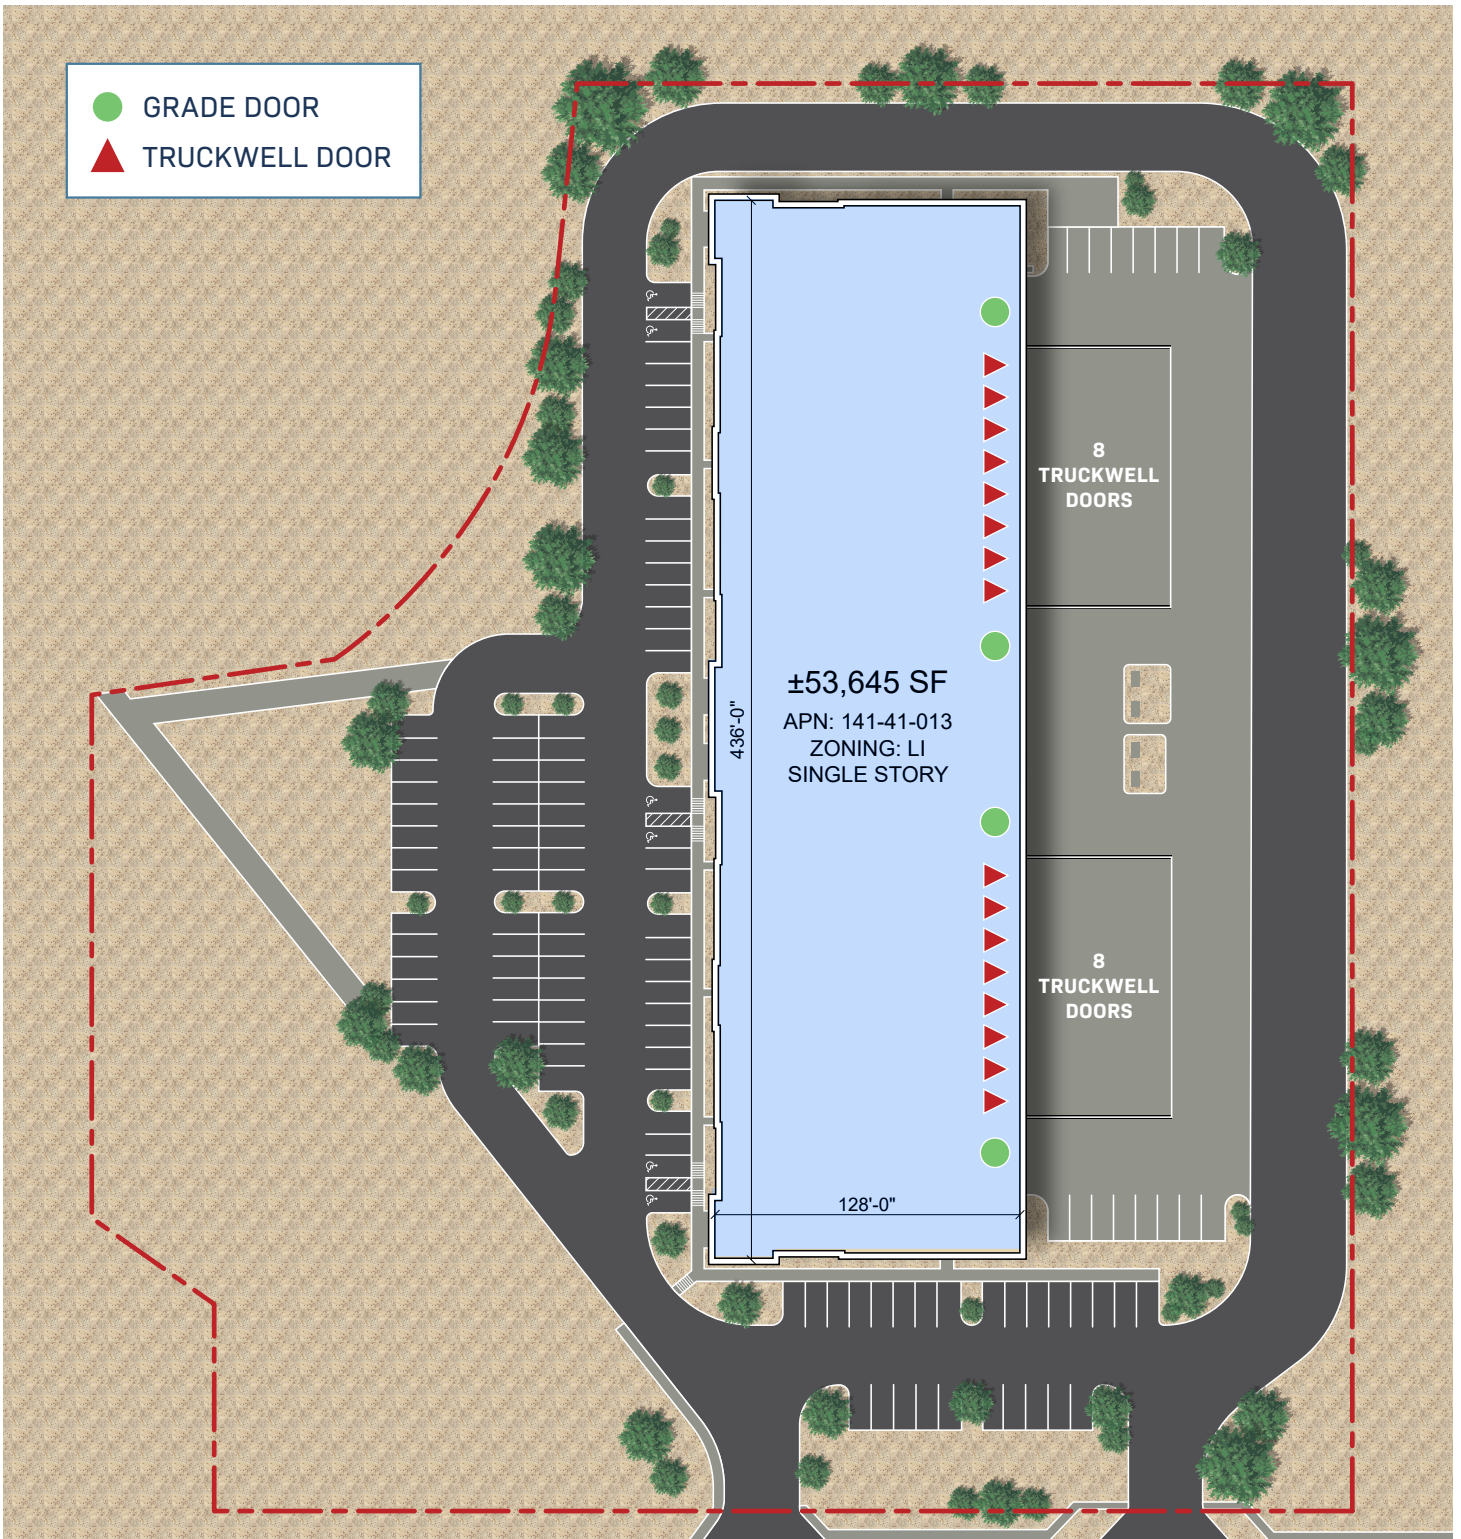 GRADE DOOR
TRUCKWELL DOOR
8
TRUCKWELL
DOORS
±53,645 SF
APN: 141-41-013
ZONING: LI
SINGLE STORY
436'-0"
8
TRUCKWELL
DOORS
128'-0"